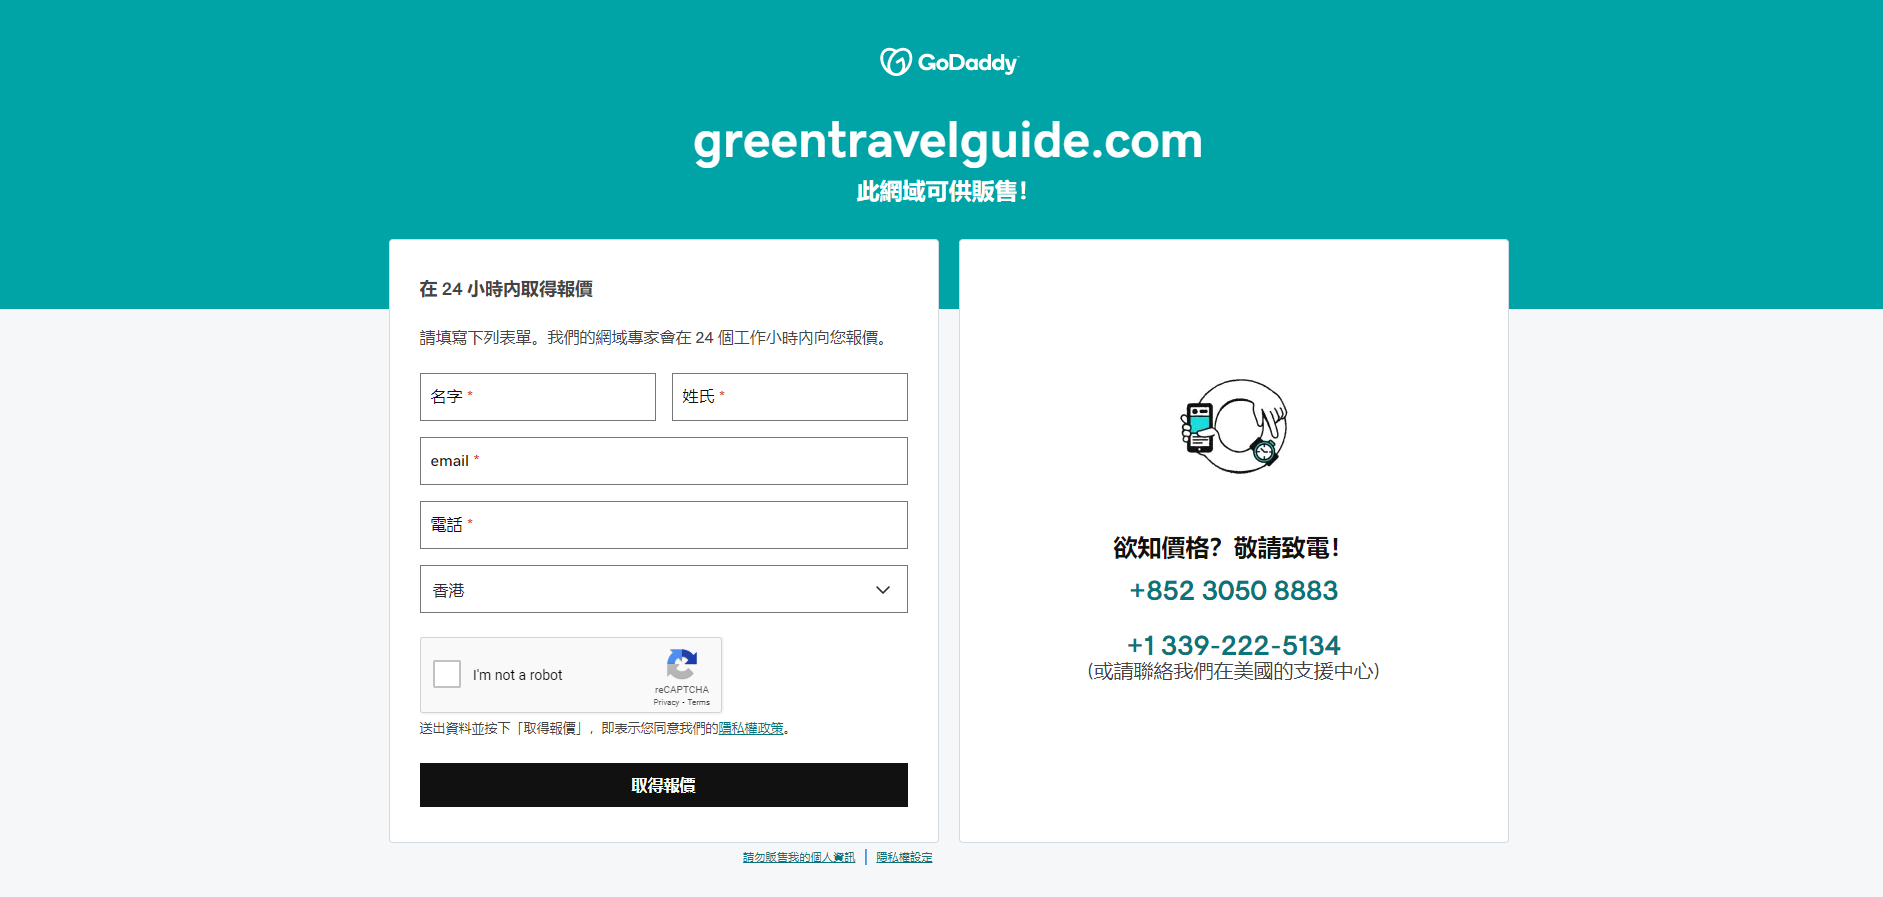 GoDaddy
greentravelguide.com
此網域可供販售！
在 24 小時內取得報價
請填寫下列表單。我們的網域專家會在 24 個工作小時內向您報價。
名字 *
姓氏 *
email *
電話 *
香港
I'm not a robot
reCAPTCHA
Privacy - Terms
送出資料並按下「取得報價」，即表示您同意我們的隱私權政策。
取得報價
欲知價格？敬請致電！
+852 3050 8883
+1 339-222-5134
(或請聯絡我們在美國的支援中心)
請勿販售我的個人資訊 | 隱私權設定